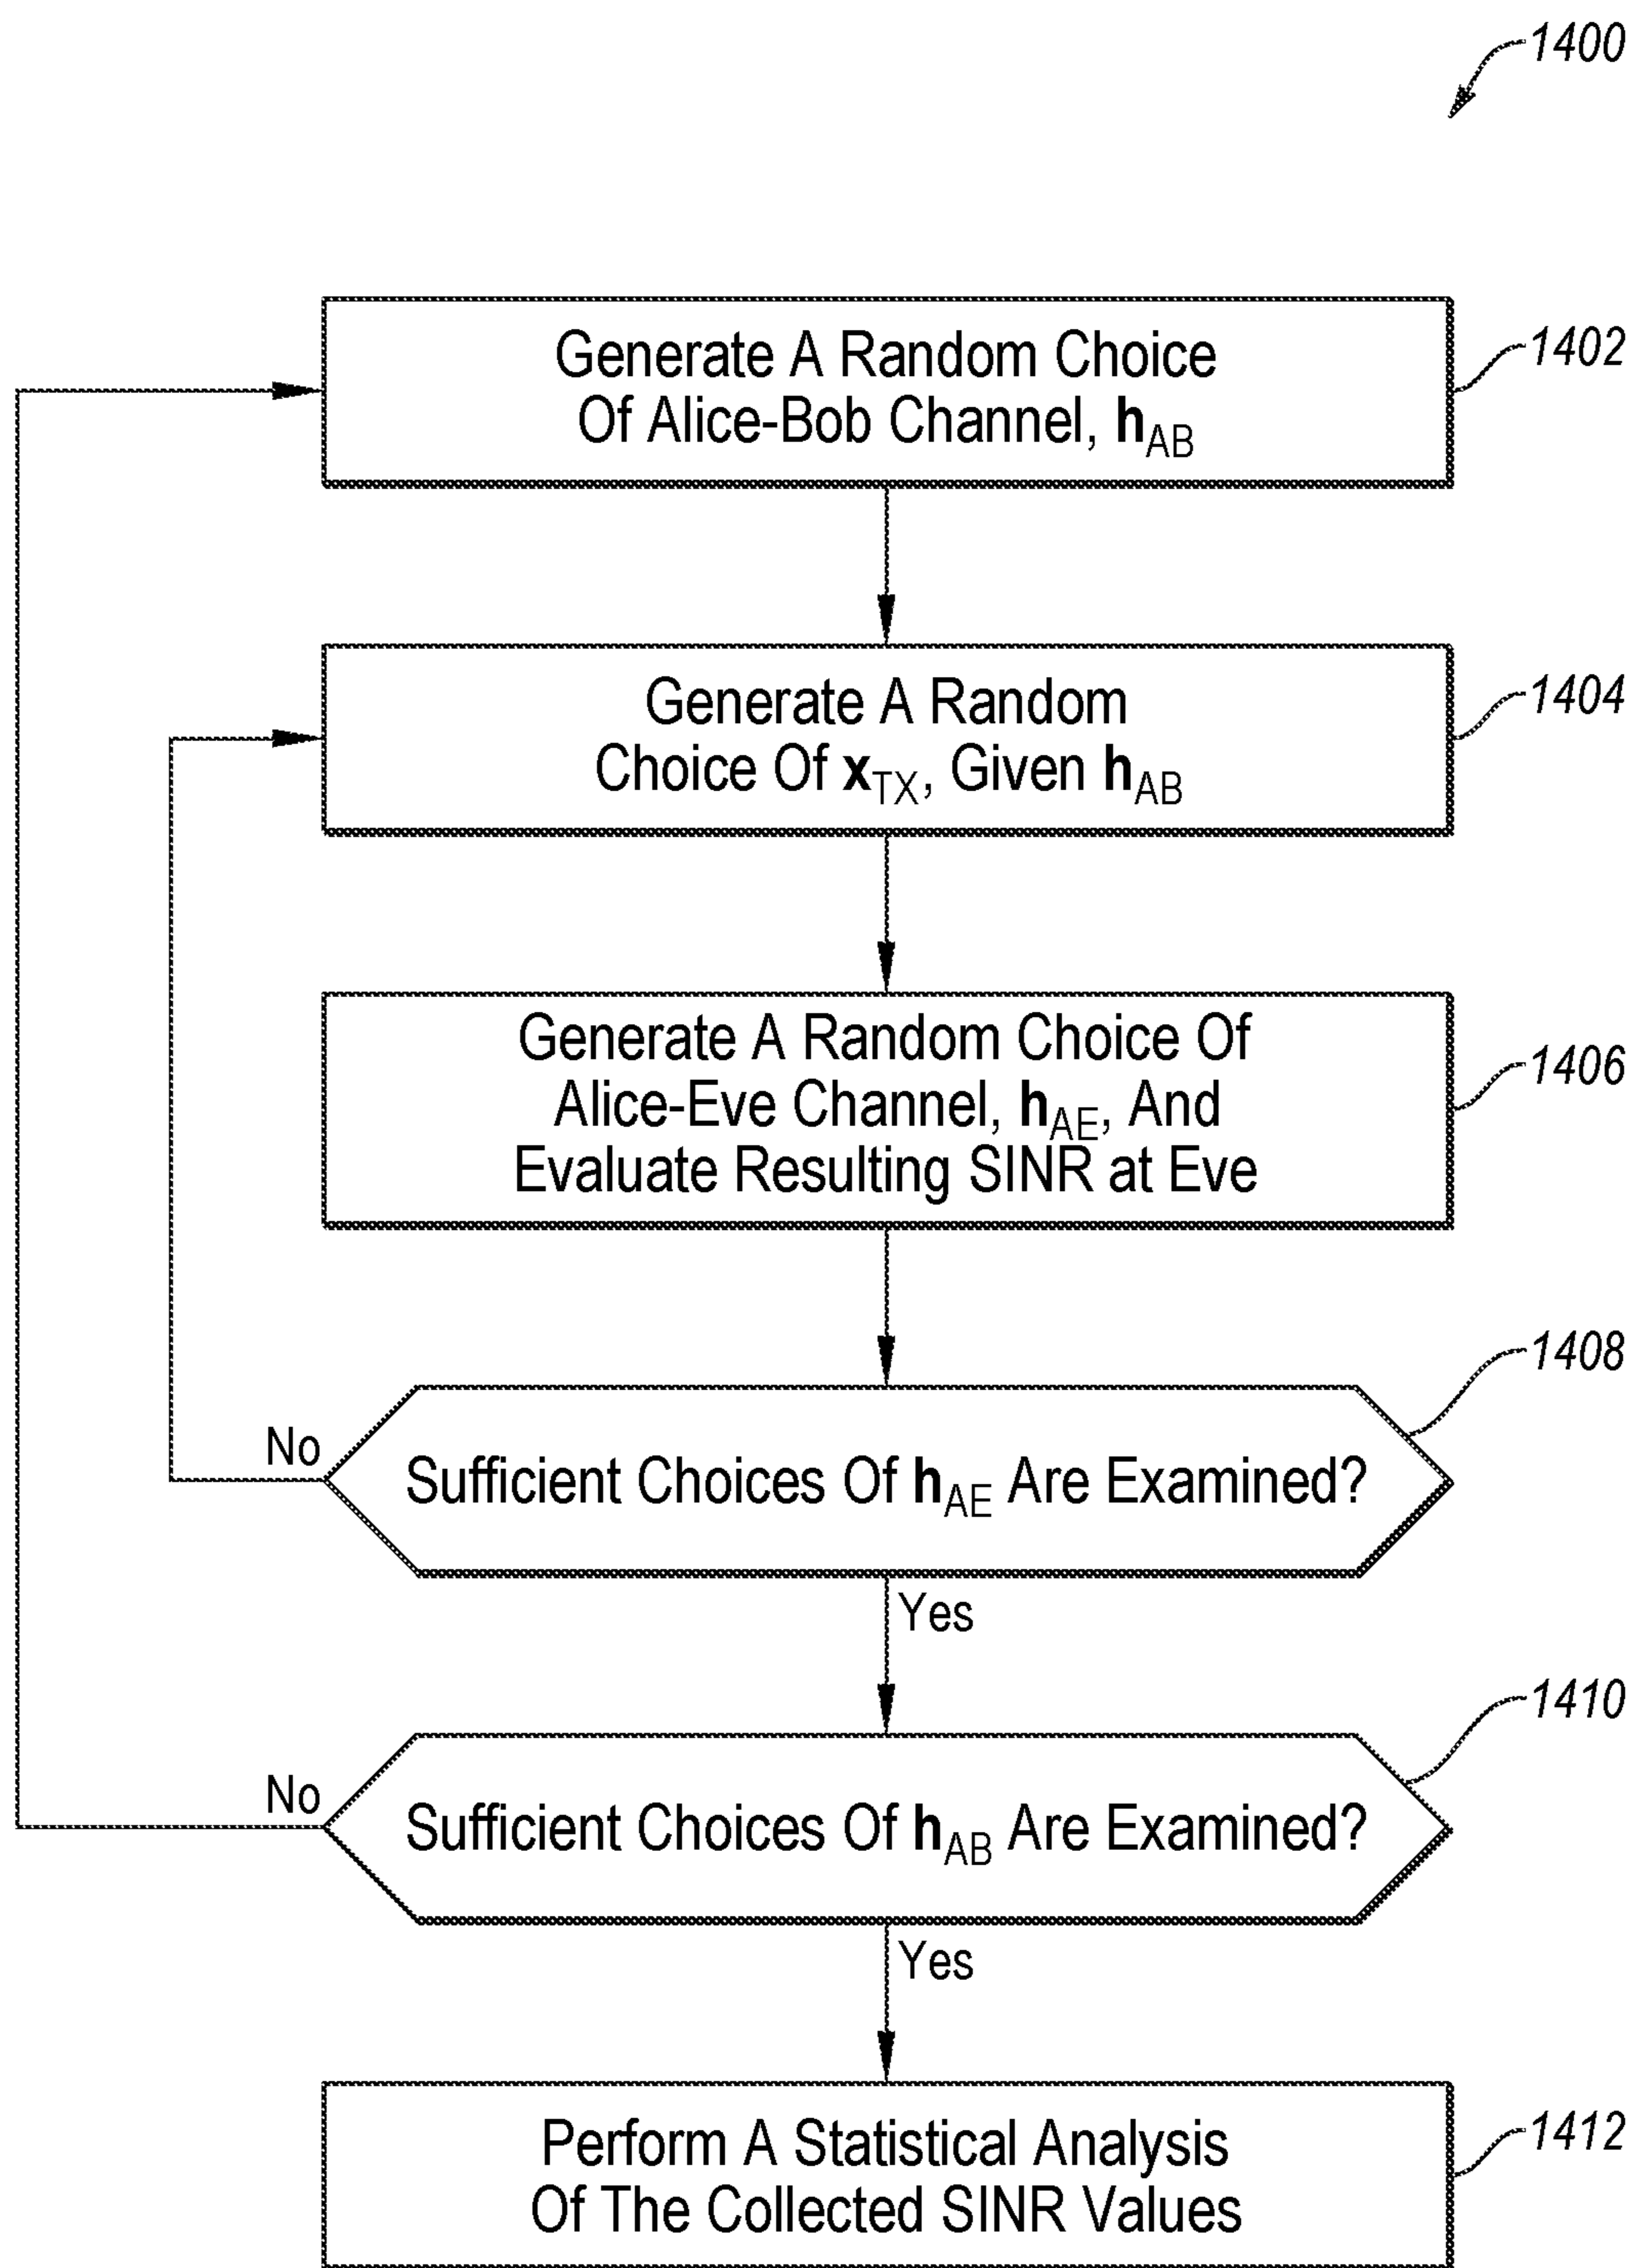 1400
Generate A Random Choice
Of Alice-Bob Channel, hAB
1402
Generate A Random
Choice Of xTX, Given hAB
1404
Generate A Random Choice Of
Alice-Eve Channel, hAE, And
Evaluate Resulting SINR at Eve
1406
1408
No
Sufficient Choices Of hAE Are Examined?
Yes
1410
No
Sufficient Choices Of hAB Are Examined?
Yes
Perform A Statistical Analysis
Of The Collected SINR Values
1412